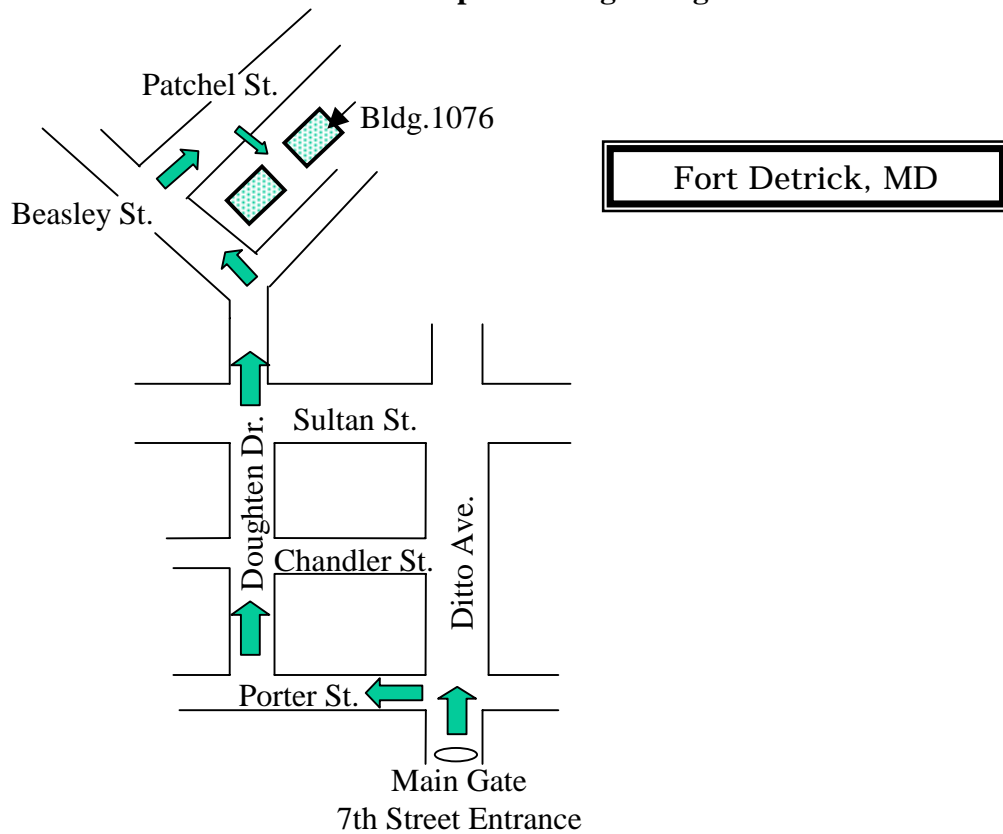 Patchel St.
Bldg.1076
Fort Detrick, MD
Beasley St.
Sultan St.
Doughten Dr.
Chandler St.
Ditto Ave.
Porter St.
Main Gate
7th Street Entrance